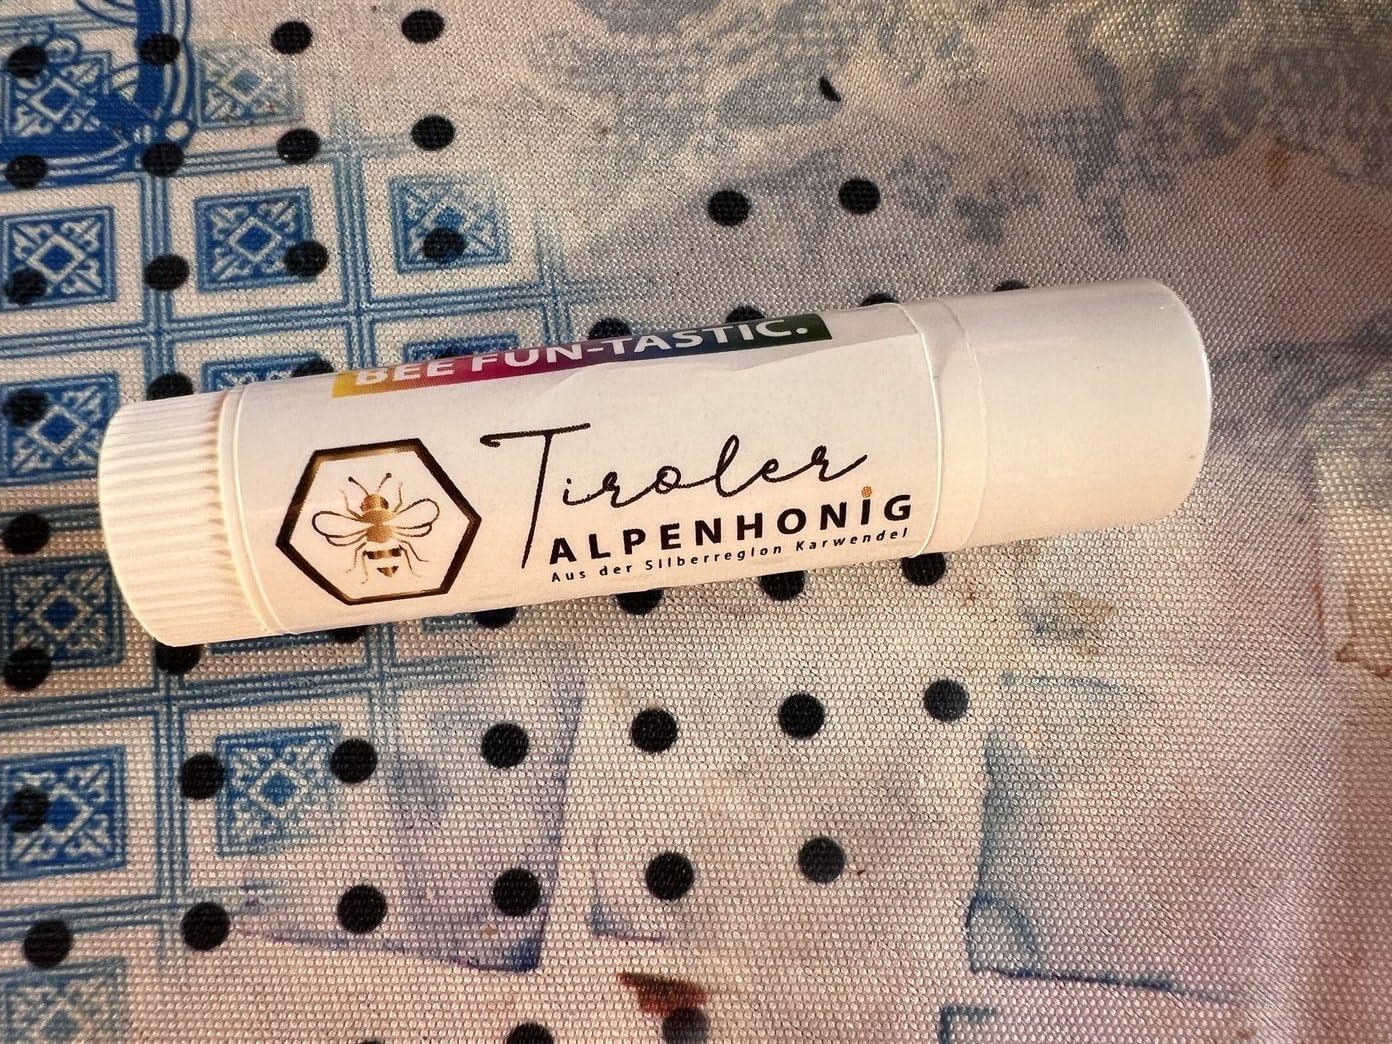 BEE FUN-TASTIC.
Tiroler
ALPENHONiG
Aus der Silberregion Karwendel